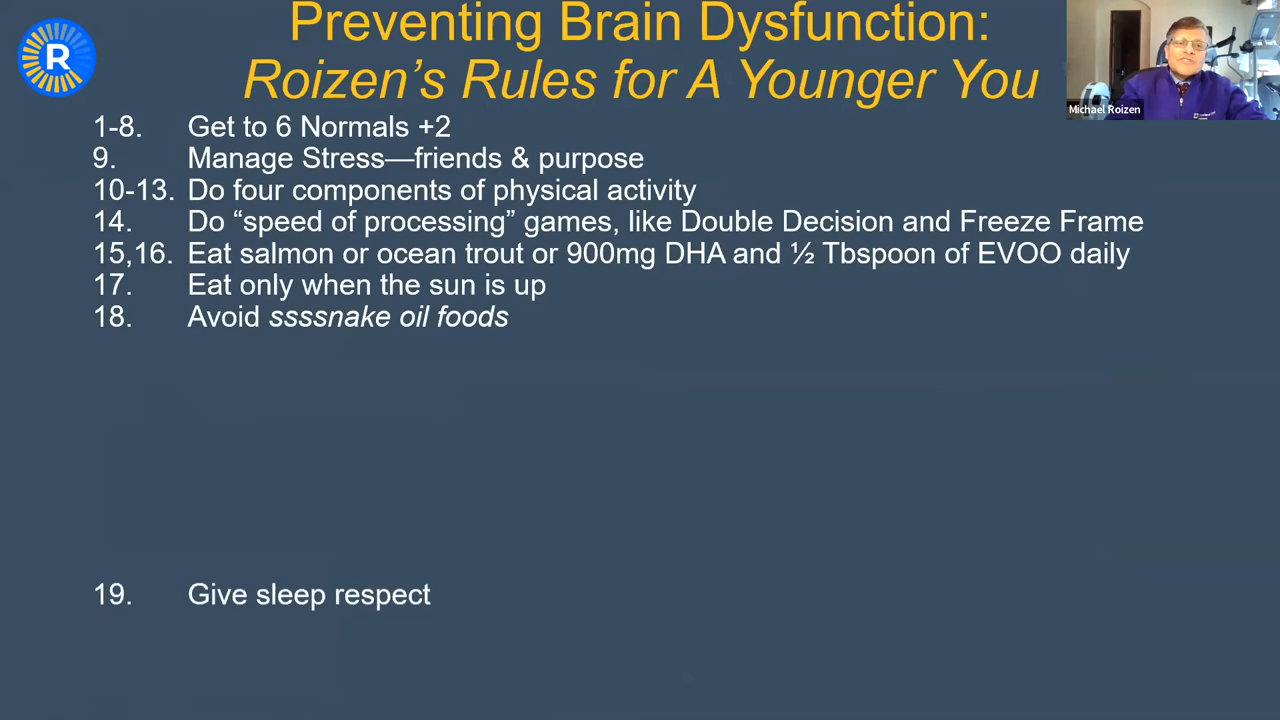 Preventing Brain Dysfunction:
Roizen's Rules for A Younger You
R
Michael Roizen
1-8. Get to 6 Normals +2
9. Manage Stress—friends & purpose
10-13. Do four components of physical activity
14. Do “speed of processing” games, like Double Decision and Freeze Frame
15,16. Eat salmon or ocean trout or 900mg DHA and ½ Tbspoon of EVOO daily
17. Eat only when the sun is up
18. Avoid ssssnake oil foods
19. Give sleep respect